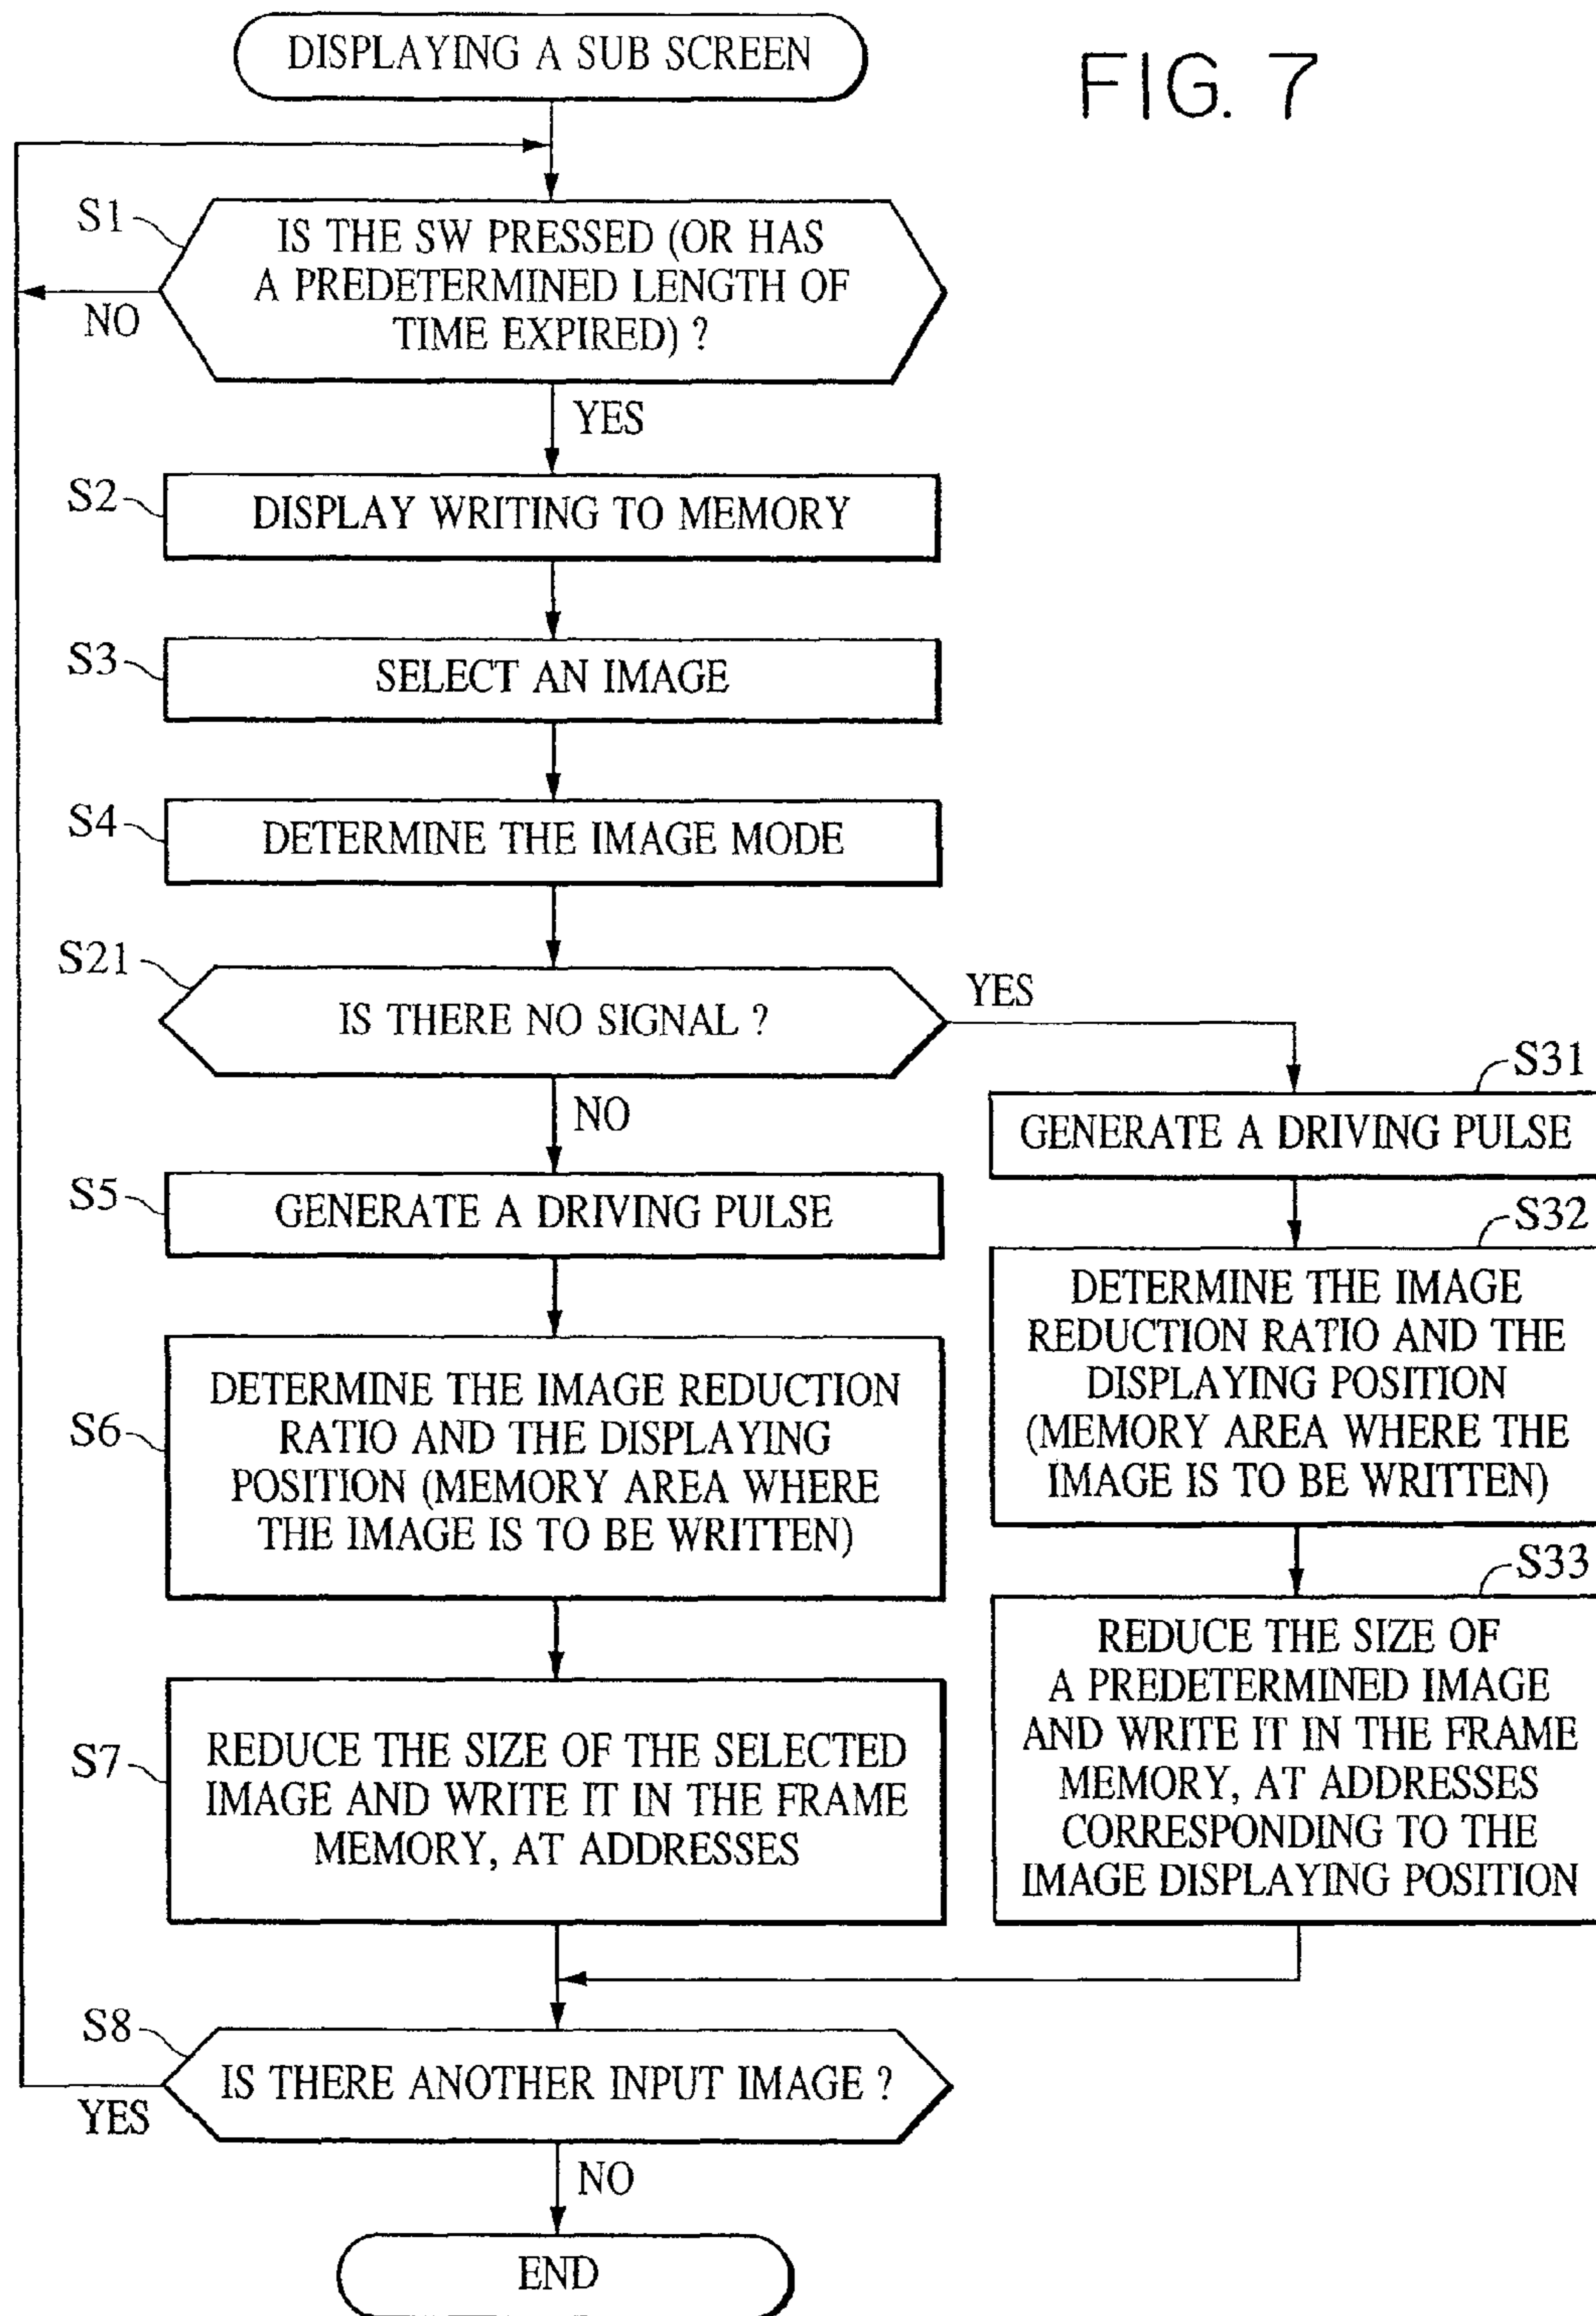 DISPLAYING A SUB SCREEN
FIG. 7
S1
IS THE SW PRESSED (OR HAS
A PREDETERMINED LENGTH OF
TIME EXPIRED) ?
NO
YES
S2
DISPLAY WRITING TO MEMORY
S3
SELECT AN IMAGE
S4
DETERMINE THE IMAGE MODE
S21
IS THERE NO SIGNAL ?
YES
NO
S31
GENERATE A DRIVING PULSE
S5
GENERATE A DRIVING PULSE
S32
DETERMINE THE IMAGE
REDUCTION RATIO AND THE
DISPLAYING POSITION
(MEMORY AREA WHERE THE
IMAGE IS TO BE WRITTEN)
S6
DETERMINE THE IMAGE REDUCTION
RATIO AND THE DISPLAYING
POSITION (MEMORY AREA WHERE
THE IMAGE IS TO BE WRITTEN)
S33
REDUCE THE SIZE OF
A PREDETERMINED IMAGE
AND WRITE IT IN THE FRAME
MEMORY, AT ADDRESSES
CORRESPONDING TO THE
IMAGE DISPLAYING POSITION
S7
REDUCE THE SIZE OF THE SELECTED
IMAGE AND WRITE IT IN THE FRAME
MEMORY, AT ADDRESSES
S8
IS THERE ANOTHER INPUT IMAGE ?
YES
NO
END